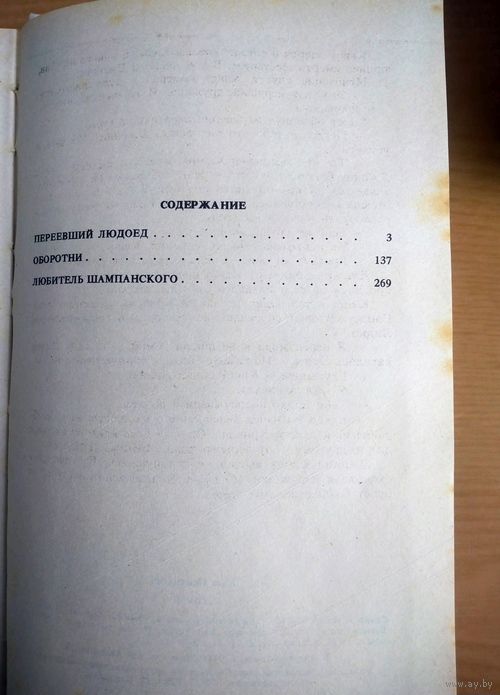 СОДЕРЖАНИЕ
ПЕРЕЕВШИЙ ЛЮДОЕД . . . . . . . . . . . . . . . 3
ОБОРОТНИ . . . . . . . . . . . . . . . . . . . 137
ЛЮБИТЕЛЬ ШАМПАНСКОГО . . . . . . . . . . . . . 269
www.ay.by